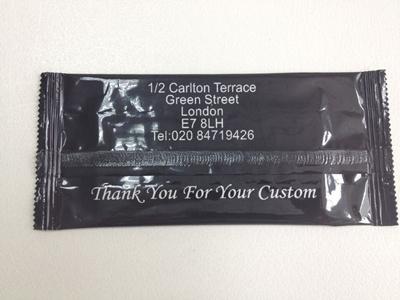 1/2 Carlton Terrace
Green Street
London
E7 8LH
Tel:020 84719426
Thank You For Your Custom